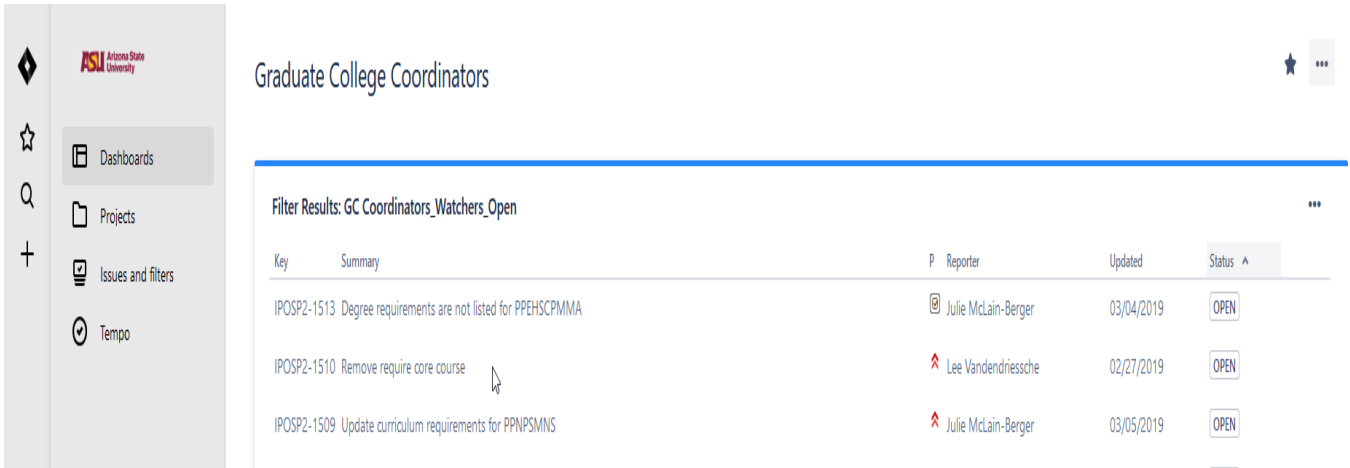 ASU Arizona State
University
Dashboards
Projects
Issues and filters
Tempo
Graduate College Coordinators
Filter Results: GC Coordinators_Watchers_Open
Key Summary P Reporter Updated Status
IPOSP2-1513 Degree requirements are not listed for PPEHSCPMMA Julie McLain-Berger 03/04/2019 OPEN
IPOSP2-1510 Remove require core course Lee Vandendriessche 02/27/2019 OPEN
IPOSP2-1509 Update curriculum requirements for PPNPSMNS Julie McLain-Berger 03/05/2019 OPEN